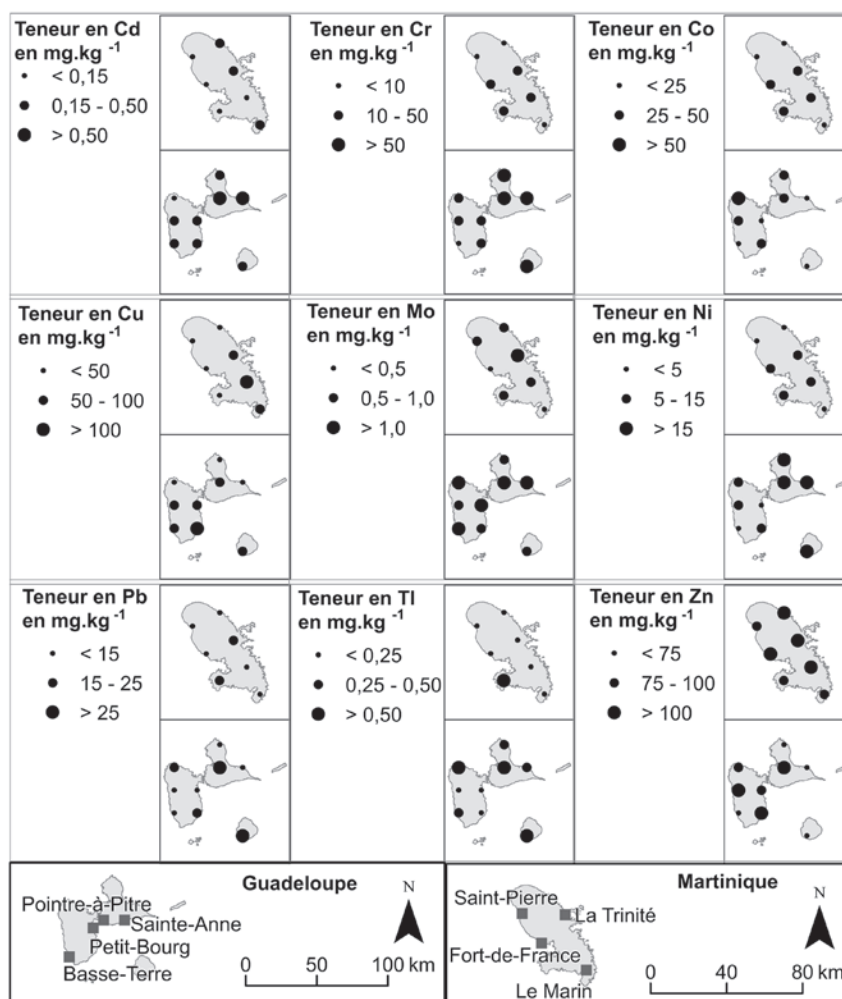 Teneur en Cd
en mg.kg -1
< 0,15
0,15 - 0,50
> 0,50
Teneur en Cr
en mg.kg -1
< 10
10 - 50
> 50
Teneur en Co
en mg.kg -1
< 25
25 - 50
> 50
Teneur en Cu
en mg.kg -1
< 50
50 - 100
> 100
Teneur en Mo
en mg.kg -1
< 0,5
0,5 - 1,0
> 1,0
Teneur en Ni
en mg.kg -1
< 5
5 - 15
> 15
Teneur en Pb
en mg.kg -1
< 15
15 - 25
> 25
Teneur en Tl
en mg.kg -1
< 0,25
0,25 - 0,50
> 0,50
Teneur en Zn
en mg.kg -1
< 75
75 - 100
> 100
Guadeloupe
N
Pointre-à-Pitre
Sainte-Anne
Petit-Bourg
Basse-Terre
0 50 100 km
Martinique
N
Saint-Pierre
La Trinité
Fort-de-France
Le Marin
0 40 80 km